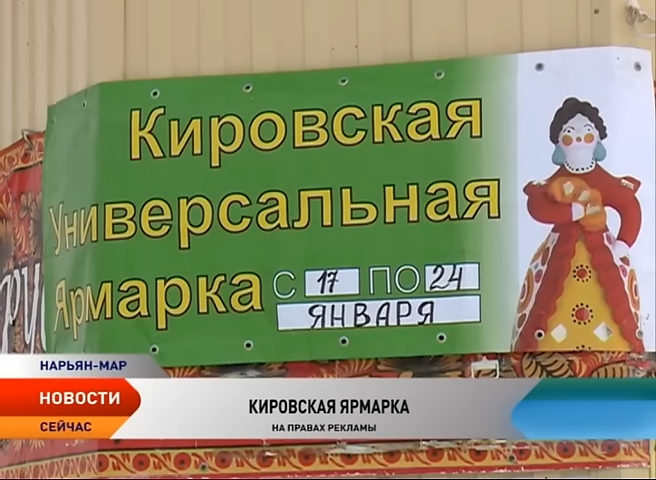 Кировская
Универсальная
Ярмарка С 17 ПО 24
ЯНВАРЯ
НАРЬЯН-МАР
НОВОСТИ
СЕЙЧАС
КИРОВСКАЯ ЯРМАРКА
НА ПРАВАХ РЕКЛАМЫ